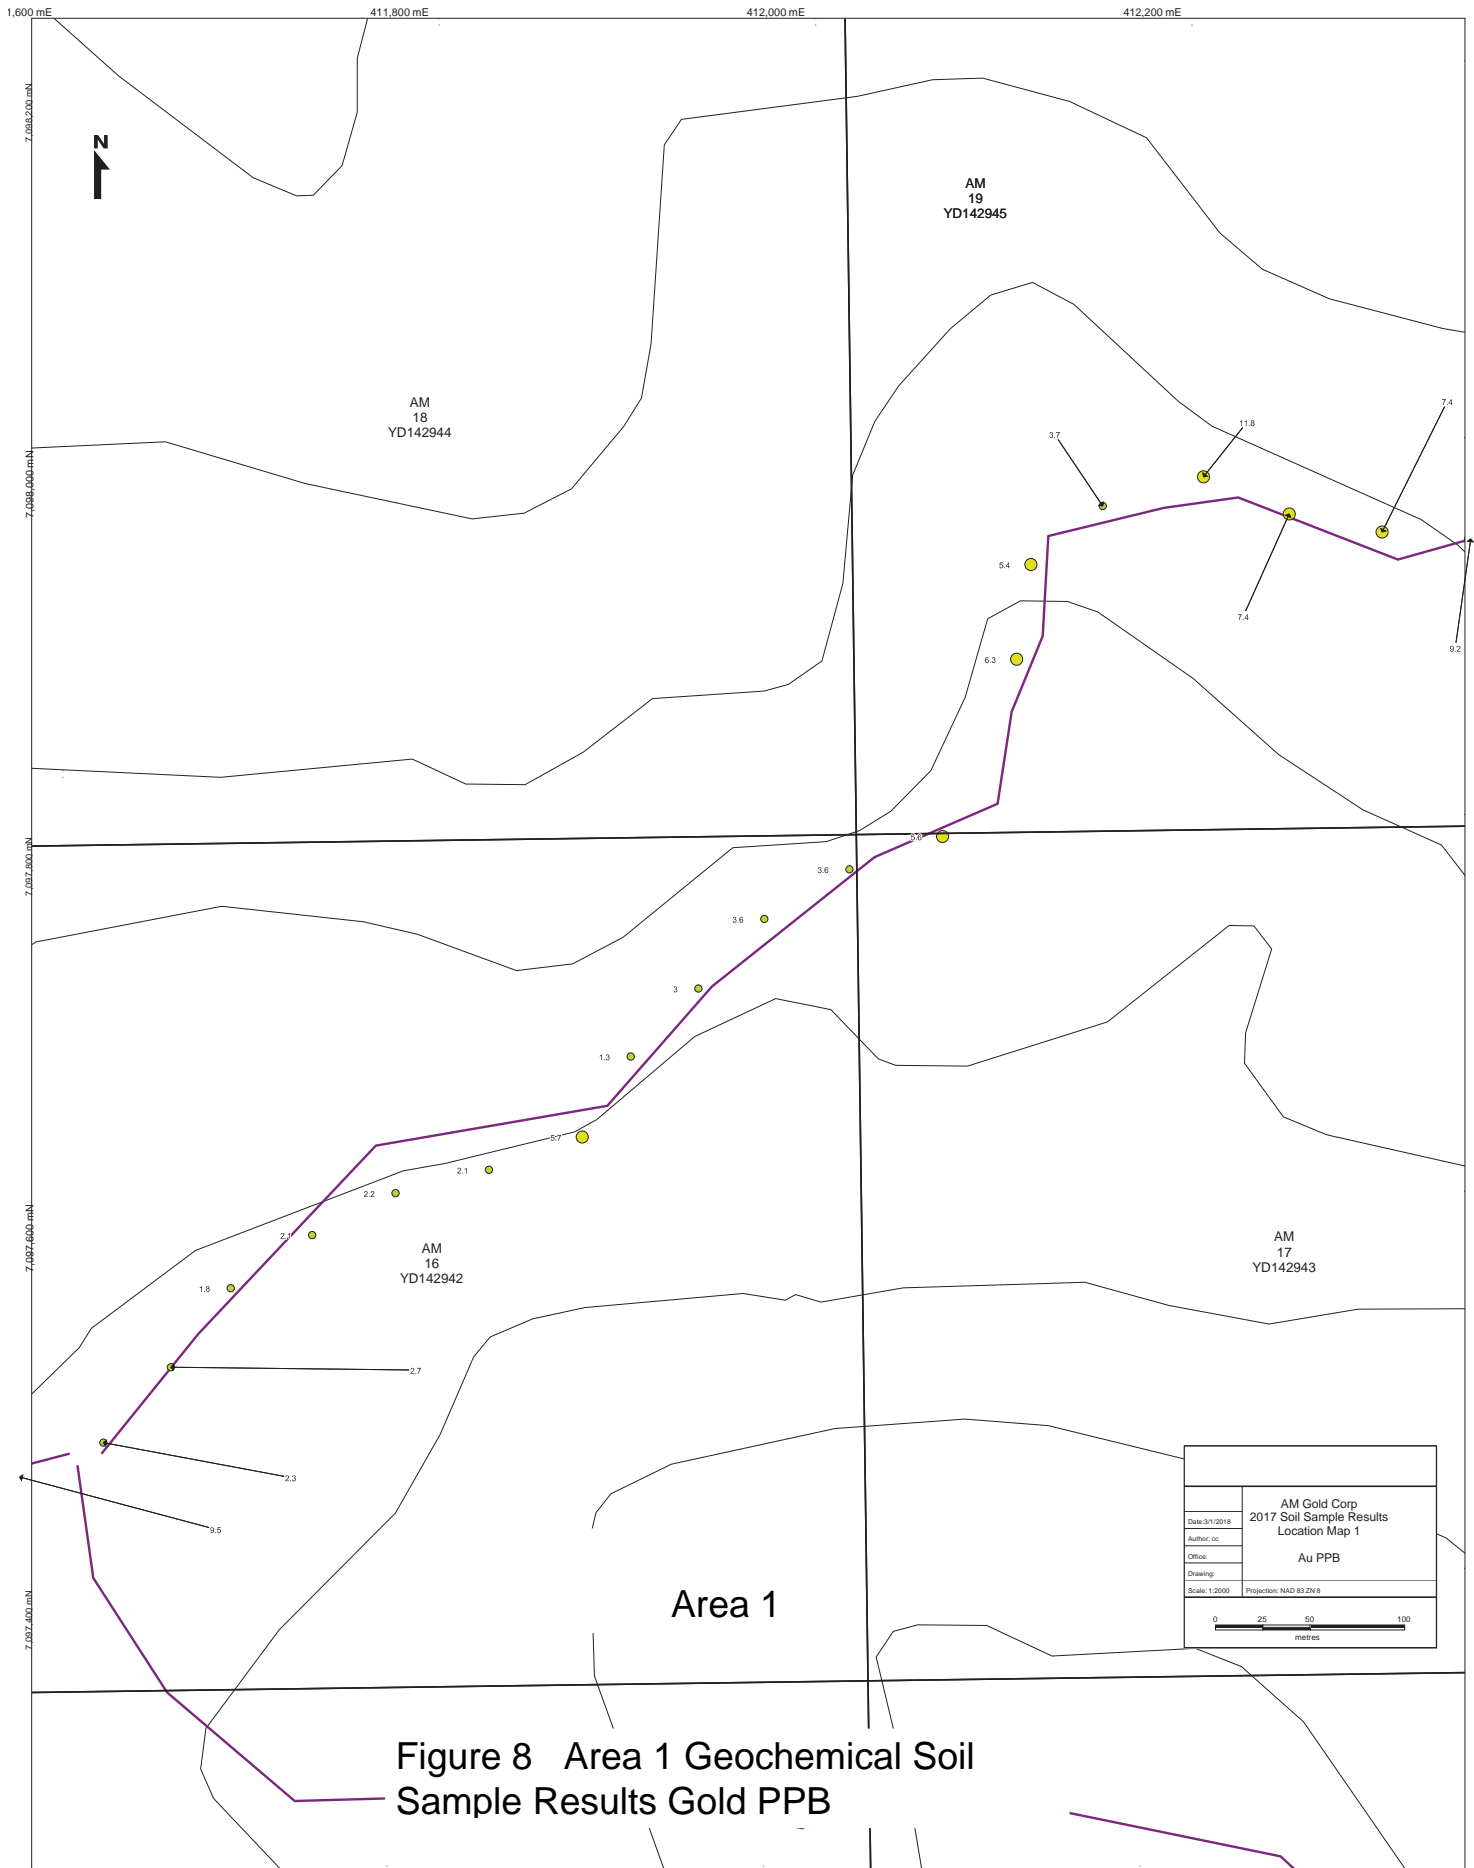 1,600 mE
411,800 mE
412,000 mE
412,200 mE
7,098,200 mN
N
AM
19
YD142945
AM
18
YD142944
7,098,000 mN
7.4
11.8
3.7
5.4
7.4
6.3
9.2
7,097,800 mN
5.6
3.6
3.6
3
1.3
5.7
2.1
2.2
2.1
1.8
7,097,600 mN
AM
16
YD142942
AM
17
YD142943
2.7
2.3
9.5
7,097,400 mN
Area 1
AM Gold Corp
2017 Soil Sample Results
Location Map 1
Au PPB
Date:3/1/2018
Author: cc
Office:
Drawing:
Scale: 1:2000
Projection: NAD 83 ZN 8
0 25 50 100
metres
Figure 8 Area 1 Geochemical Soil
Sample Results Gold PPB